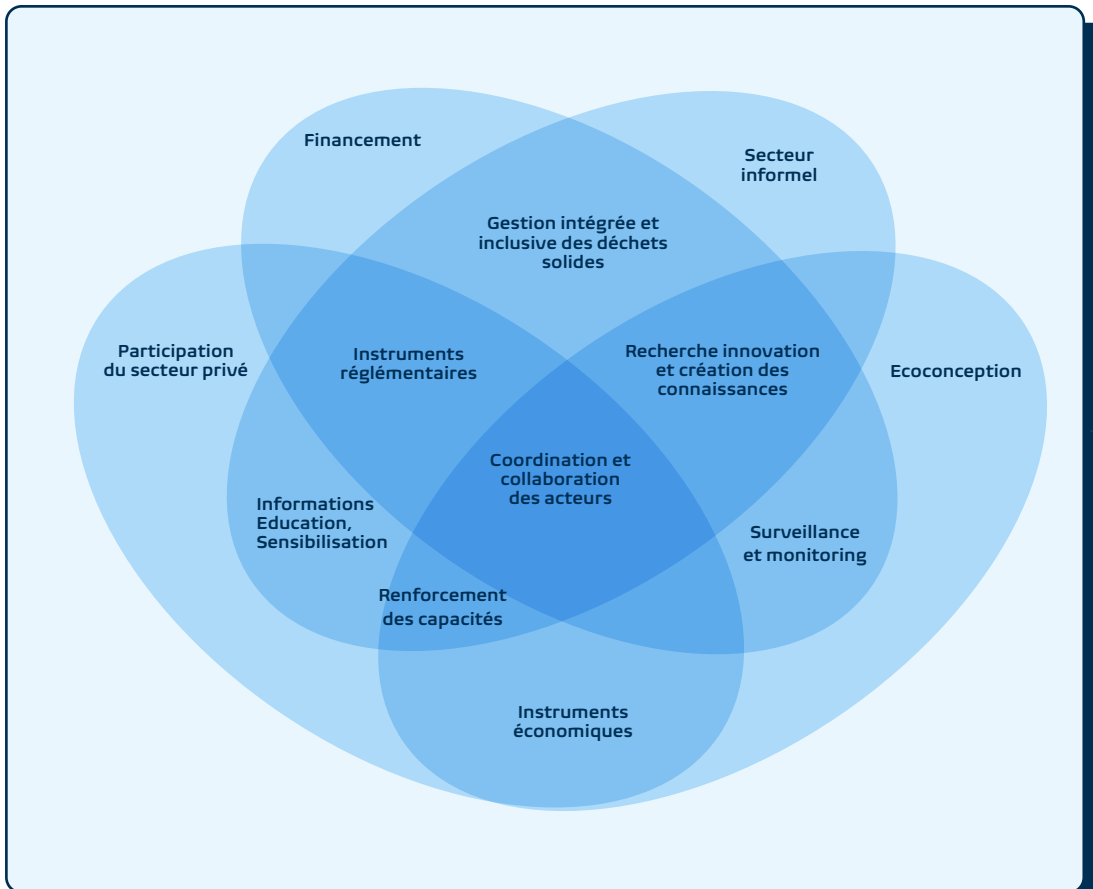 Financement
Secteur
informel
Gestion intégrée et
inclusive des déchets
solides
Participation
du secteur privé
Instruments
réglémentaires
Recherche innovation
et création des
connaissances
Ecoconception
Coordination et
collaboration
des acteurs
Informations
Education,
Sensibilisation
Surveillance
et monitoring
Renforcement
des capacités
Instruments
économiques